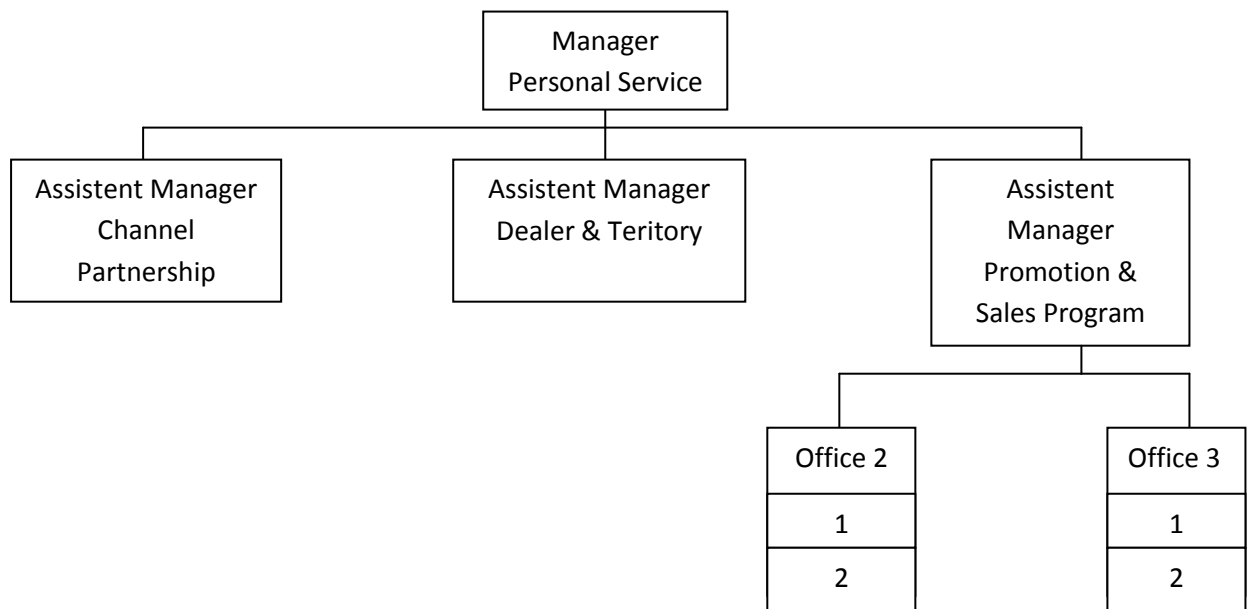 Manager
Personal Service
Assistent Manager
Channel
Partnership
Assistent Manager
Dealer & Teritory
Assistent
Manager
Promotion &
Sales Program
Office 2
1
2
Office 3
1
2